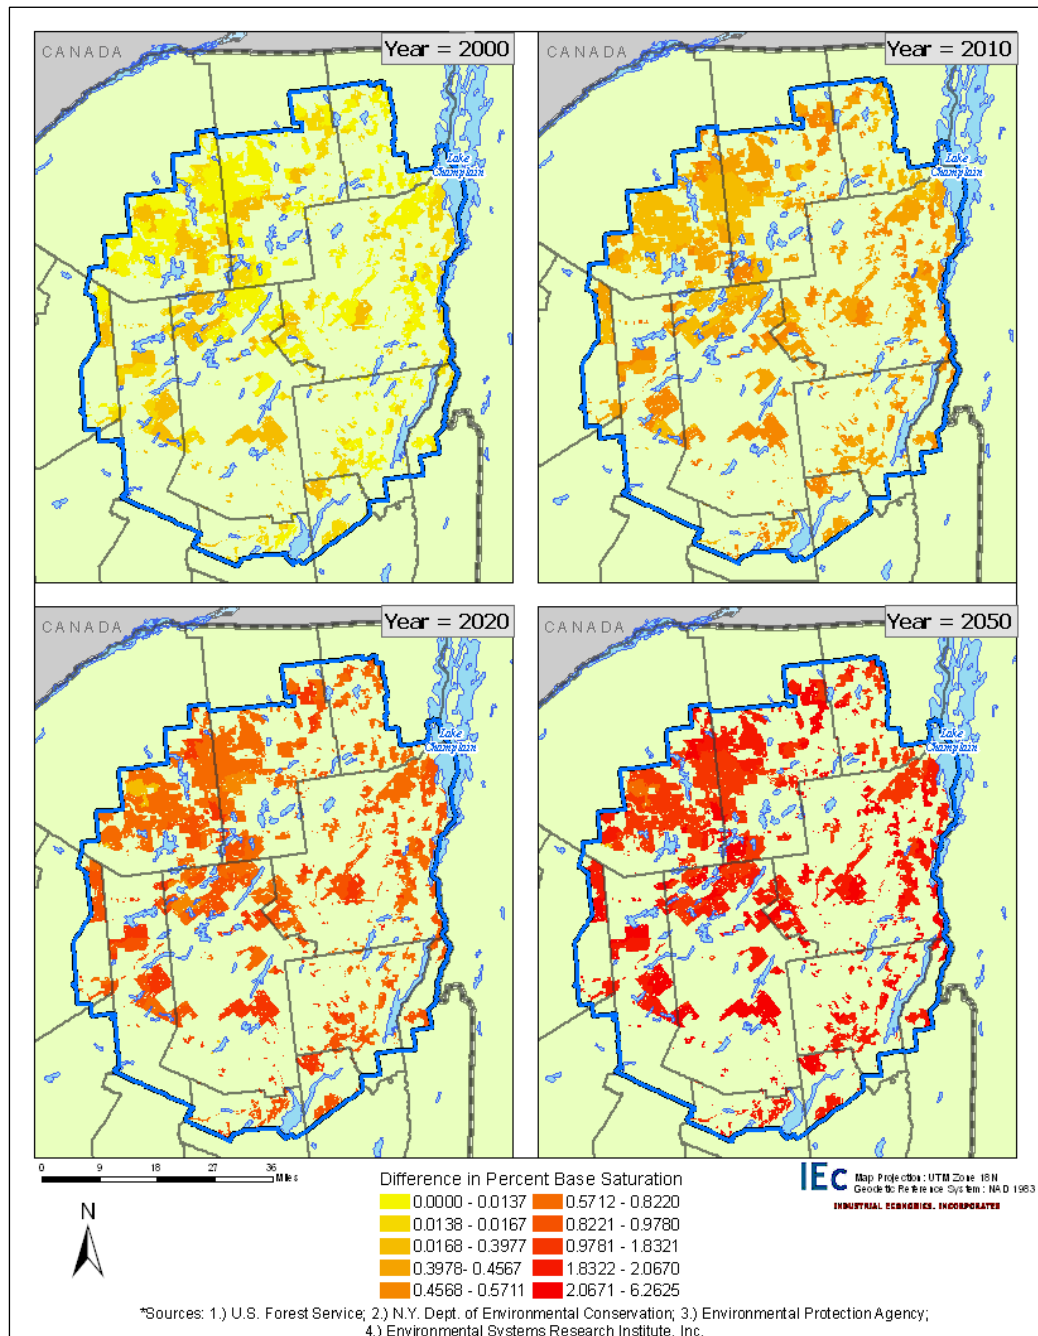 CANADA
Year = 2000
Lake
Champlain
CANADA
Year = 2010
Lake
Champlain
CANADA
Year = 2020
Lake
Champlain
CANADA
Year = 2050
Lake
Champlain
0 9 18 27 36
Miles
N
Difference in Percent Base Saturation
0.0000 - 0.0137
0.0138 - 0.0167
0.0168 - 0.3977
0.3978- 0.4567
0.4568 - 0.5711
0.5712 - 0.8220
0.8221 - 0.9780
0.9781 - 1.8321
1.8322 - 2.0670
2.0671 - 6.2625
IEc
Map Projection: UTM Zone 18N
Geodetic Reference System: NAD 1983
INDUSTRIAL ECONOMICS, INCORPORATED
*Sources: 1.) U.S. Forest Service; 2.) N.Y. Dept. of Environmental Conservation; 3.) Environmental Protection Agency;
4.) Environmental Systems Research Institute, Inc.